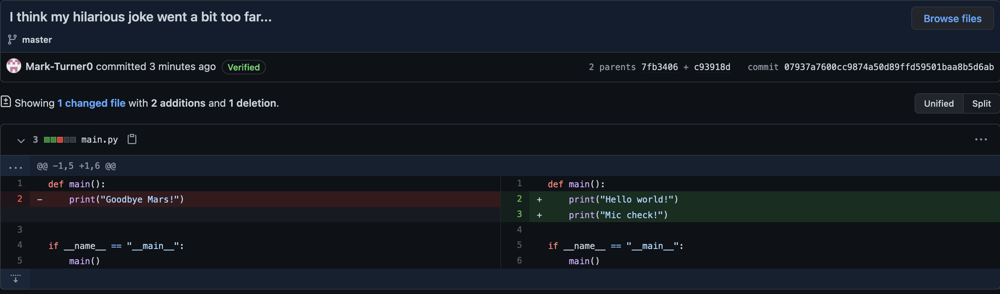 I think my hilarious joke went a bit too far...
Browse files
master
Mark-Turner0 committed 3 minutes ago Verified
2 parents 7fb3406 + c93918d commit 07937a7600cc9874a50d89ffd59501baa8b5d6ab
Showing 1 changed file with 2 additions and 1 deletion.
Unified Split
3 main.py
...
... @@ -1,5 +1,6 @@
1 def main():
2 - print("Goodbye Mars!")
3
4 if __name__ == "__main__":
5 main()
1 def main():
2 + print("Hello world!")
3 + print("Mic check!")
4
5 if __name__ == "__main__":
6 main()